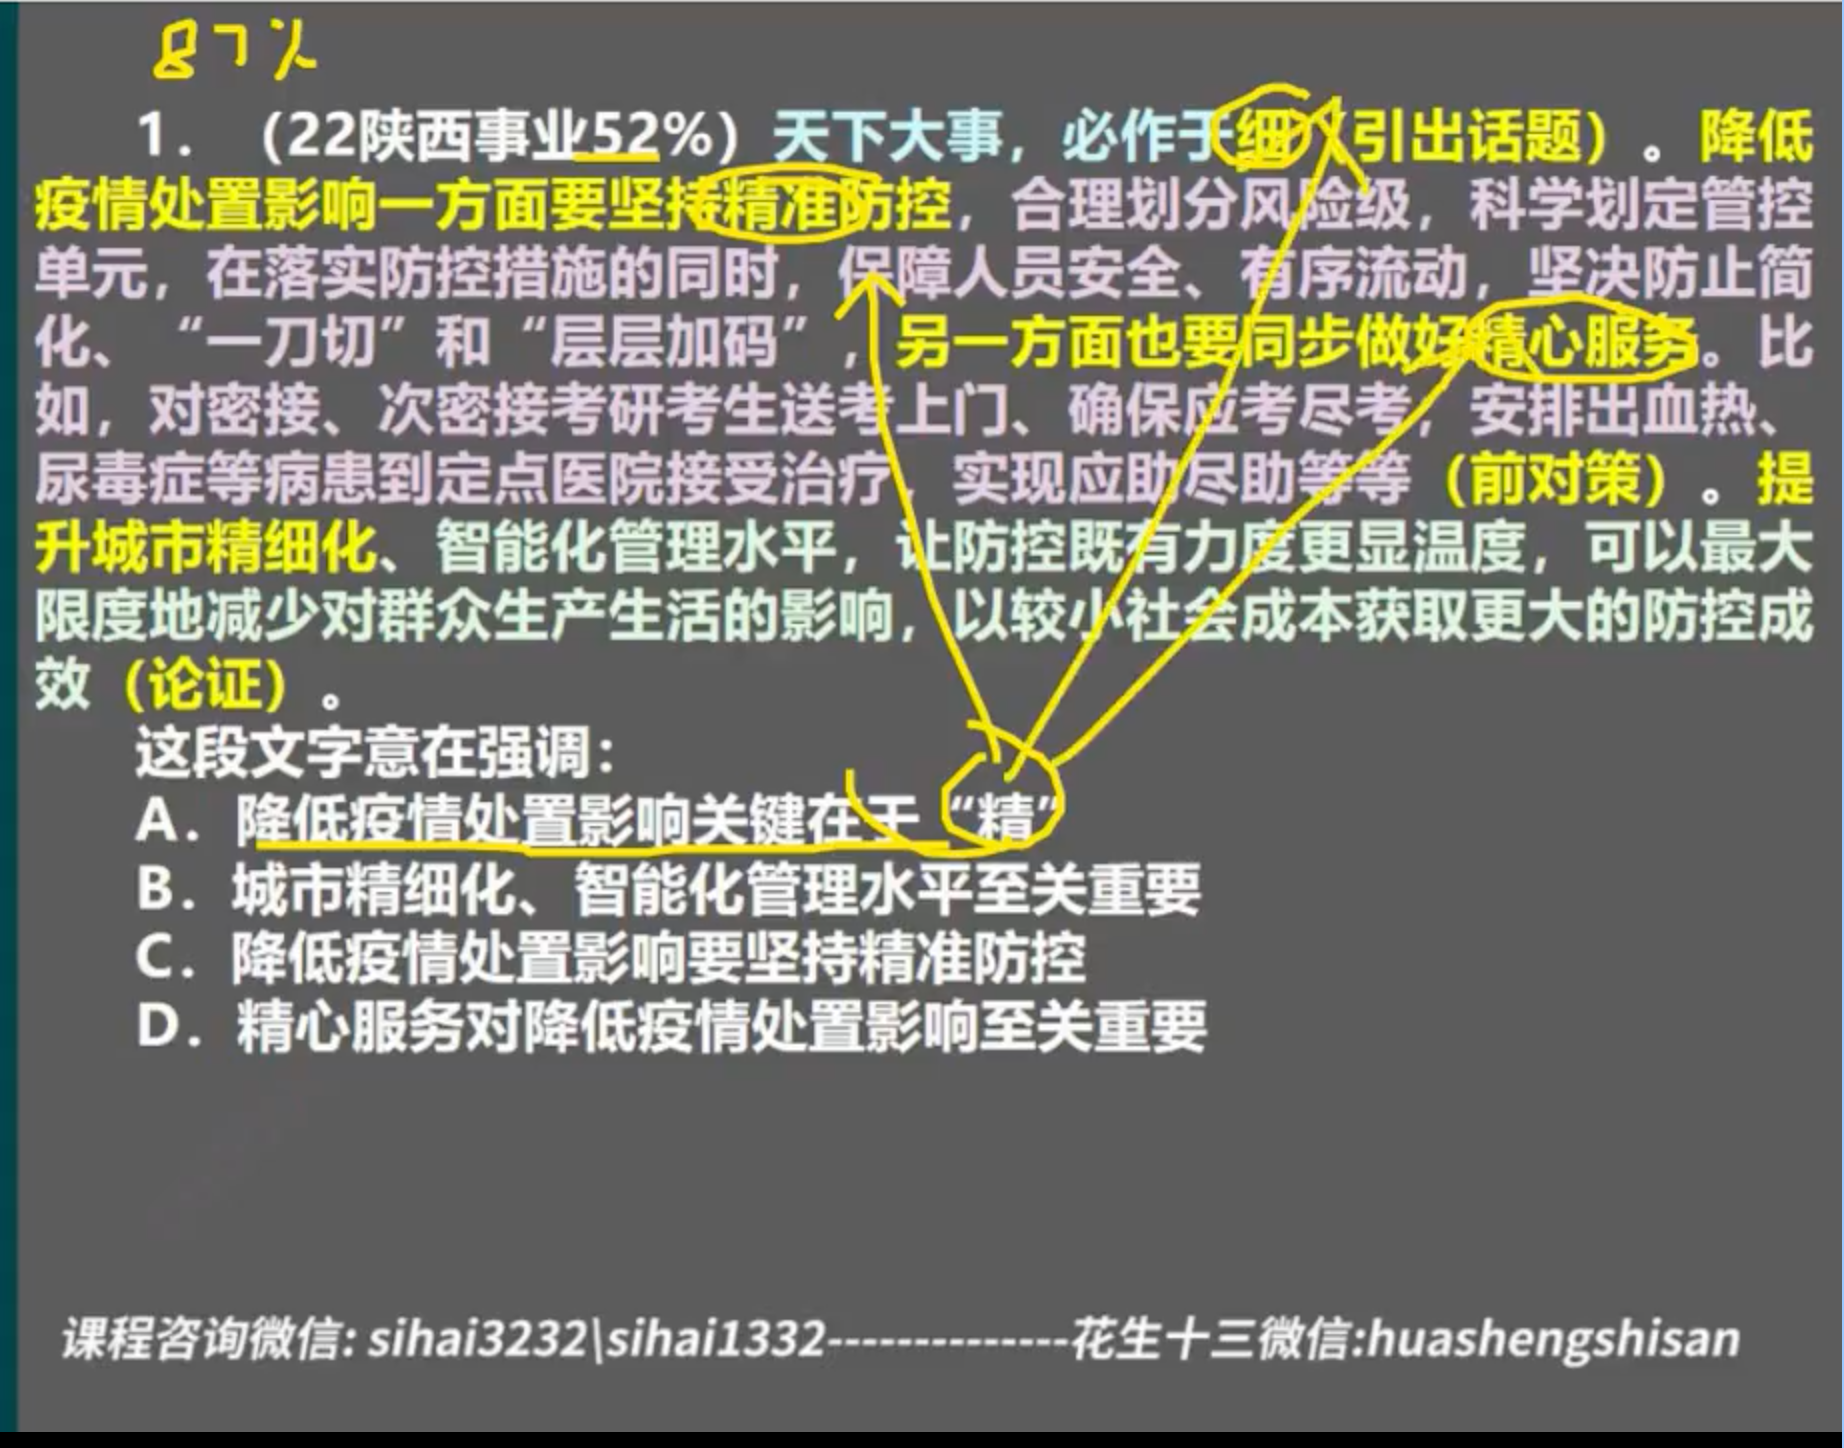 87%
1. （22陕西事业52%）天下大事，必作于细（引出话题）。降低
疫情处置影响一方面要坚持精准防控，合理划分风险级，科学划定管控
单元，在落实防控措施的同时，保障人员安全、有序流动，坚决防止简
化、“一刀切”和“层层加码”，另一方面也要同步做好精心服务。比
如，对密接、次密接考研考生送考上门、确保应考尽考，安排出血热、
尿毒症等病患到定点医院接受治疗，实现应助尽助等等（前对策）。提
升城市精细化、智能化管理水平，让防控既有力度更显温度，可以最大
限度地减少对群众生产生活的影响，以较小社会成本获取更大的防控成
效（论证）。
这段文字意在强调：
A. 降低疫情处置影响关键在于“精”
B. 城市精细化、智能化管理水平至关重要
C. 降低疫情处置影响要坚持精准防控
D. 精心服务对降低疫情处置影响至关重要
课程咨询微信: sihai3232\sihai1332--------------花生十三微信:huashengshisan